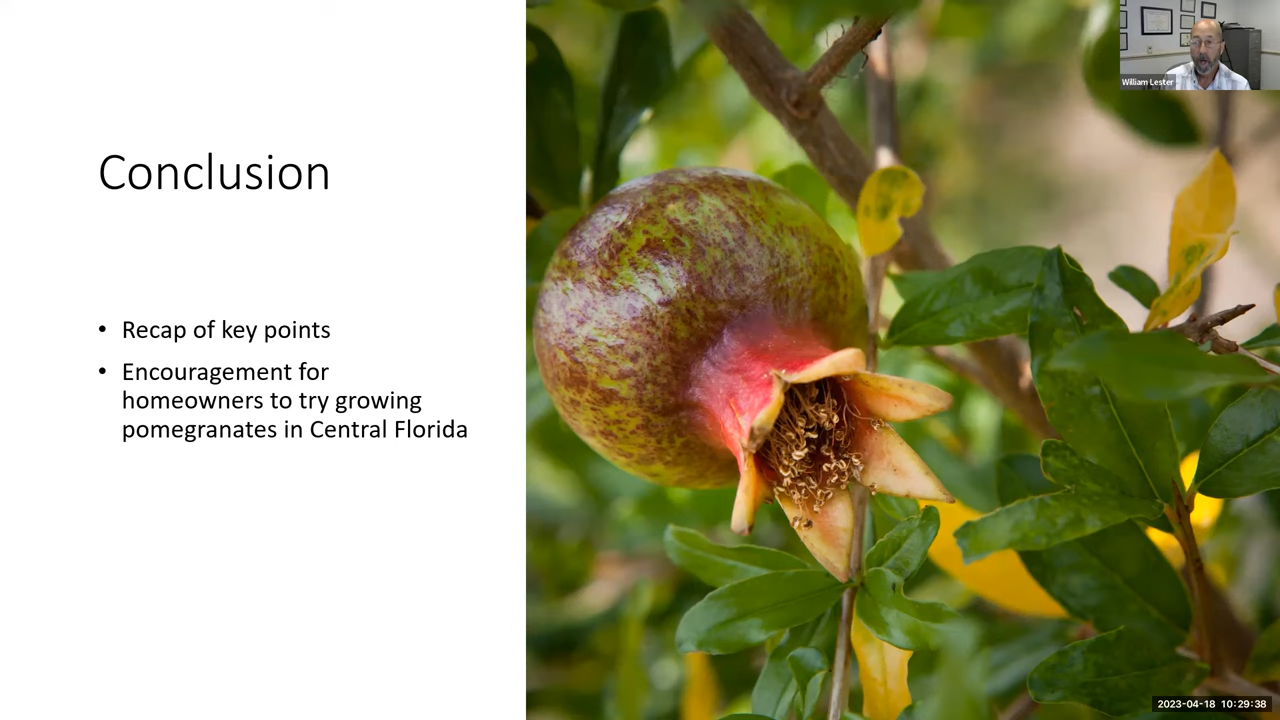 Conclusion
• Recap of key points
• Encouragement for
homeowners to try growing
pomegranates in Central Florida
William Lester
2023-04-18 10:29:38